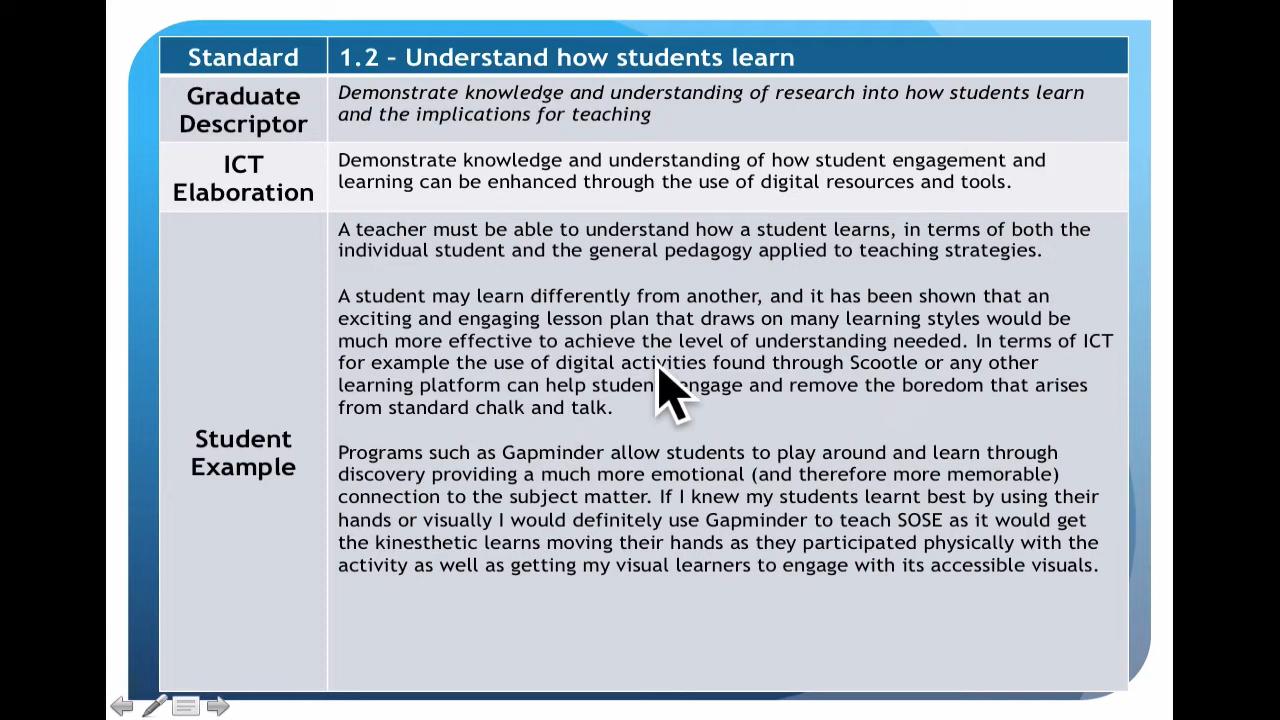 Standard
1.2 – Understand how students learn
Graduate
Descriptor
Demonstrate knowledge and understanding of research into how students learn
and the implications for teaching
ICT
Elaboration
Demonstrate knowledge and understanding of how student engagement and
learning can be enhanced through the use of digital resources and tools.
Student
Example
A teacher must be able to understand how a student learns, in terms of both the
individual student and the general pedagogy applied to teaching strategies.
A student may learn differently from another, and it has been shown that an
exciting and engaging lesson plan that draws on many learning styles would be
much more effective to achieve the level of understanding needed. In terms of ICT
for example the use of digital activities found through Scootle or any other
learning platform can help engage and remove the boredom that arises
from standard chalk and talk.
Programs such as Gapminder allow students to play around and learn through
discovery providing a much more emotional (and therefore more memorable)
connection to the subject matter. If I knew my students learnt best by using their
hands or visually I would definitely use Gapminder to teach SOSE as it would get
the kinesthetic learns moving their hands as they participated physically with the
activity as well as getting my visual learners to engage with its accessible visuals.